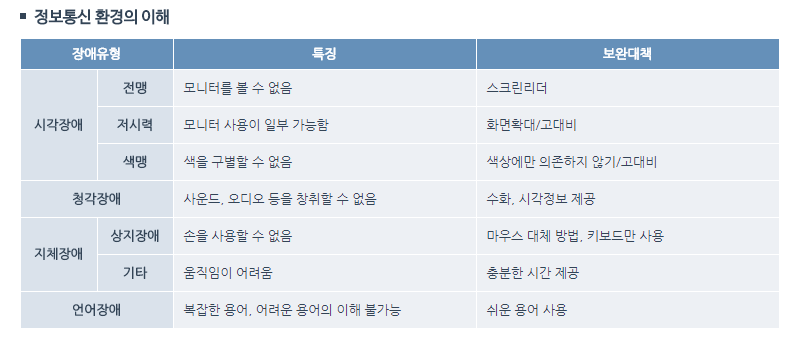 정보통신 환경의 이해
장애유형 특징 보완대책
시각장애 전맹 모니터를 볼 수 없음 스크린리더
저시력 모니터 사용이 일부 가능함 화면확대/고대비
색맹 색을 구별할 수 없음 색상에만 의존하지 않기/고대비
청각장애 사운드, 오디오 등을 창취할 수 없음 수화, 시각정보 제공
지체장애 상지장애 손을 사용할 수 없음 마우스 대체 방법, 키보드만 사용
기타 움직임이 어려움 충분한 시간 제공
언어장애 복잡한 용어, 어려운 용어의 이해 불가능 쉬운 용어 사용